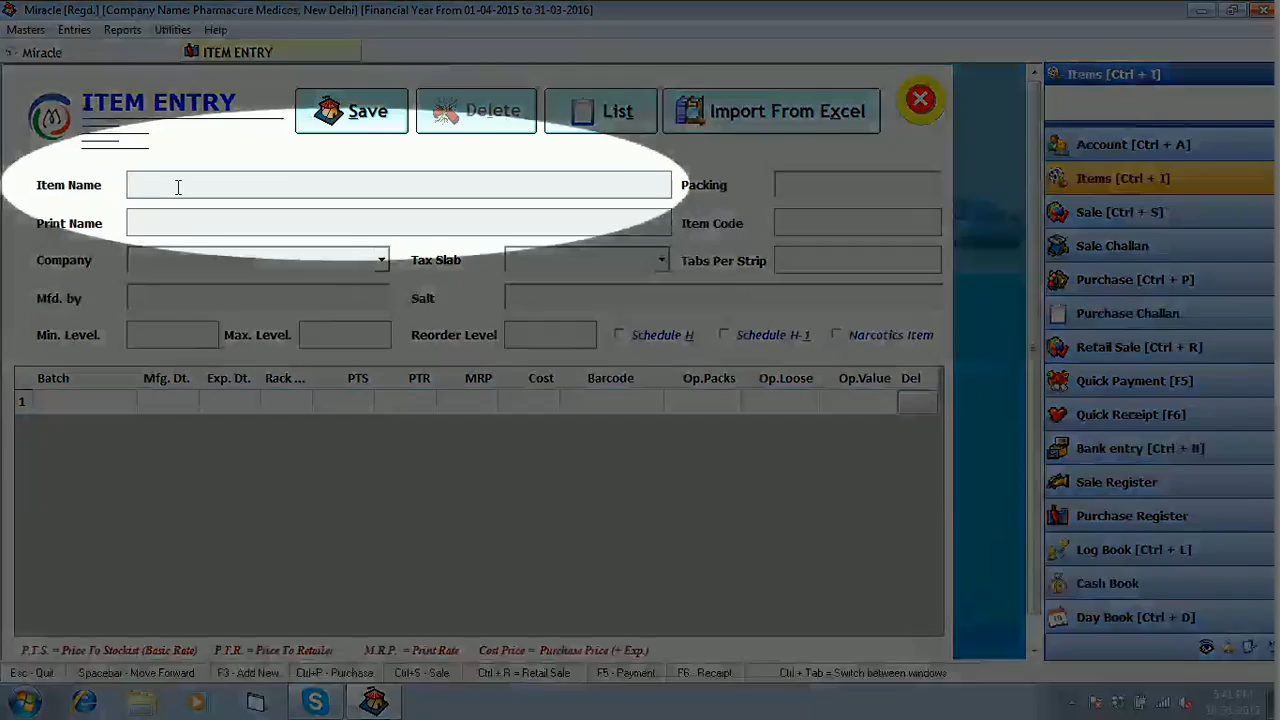 Miracle [Regd.] [Company Name: Pharmacure Medicos, New Delhi] [Financial Year From 01-04-2015 to 31-03-2016]
Masters Entries Reports Utilities Help
Miracle ITEM ENTRY
ITEM ENTRY Save Delete List Import From Excel
Item Name Packing
Print Name Item Code
Company Tax Slab Tabs Per Strip
Mfd. by Salt
Min. Level. Max. Level. Reorder Level Schedule H Schedule H-1 Narcotics Item
Batch Mfg. Dt. Exp. Dt. Rack ... PTS PTR MRP Cost Barcode Op.Packs Op.Loose Op.Value Del
1
P.T.S. = Price To Stockist (Basic Rate) P.T.R. = Price To Retailer M.R.P. = Print Rate Cost Price = Purchase Price (+ Exp.)
Esc - Quit Spacebar - Move Forward F3 - Add New Ctrl+P - Purchase Ctrl+S - Sale Ctrl + R = Retail Sale F5 - Payment F6. Receipt Ctrl + Tab = Switch between windows
Items [Ctrl + I]
Account [Ctrl + A]
Items [Ctrl + I]
Sale [Ctrl + S]
Sale Challan
Purchase [Ctrl + P]
Purchase Challan
Retail Sale [Ctrl + R]
Quick Payment [F5]
Quick Receipt [F6]
Bank entry [Ctrl + B]
Sale Register
Purchase Register
Log Book [Ctrl + L]
Cash Book
Day Book [Ctrl + D]
5:41 PM